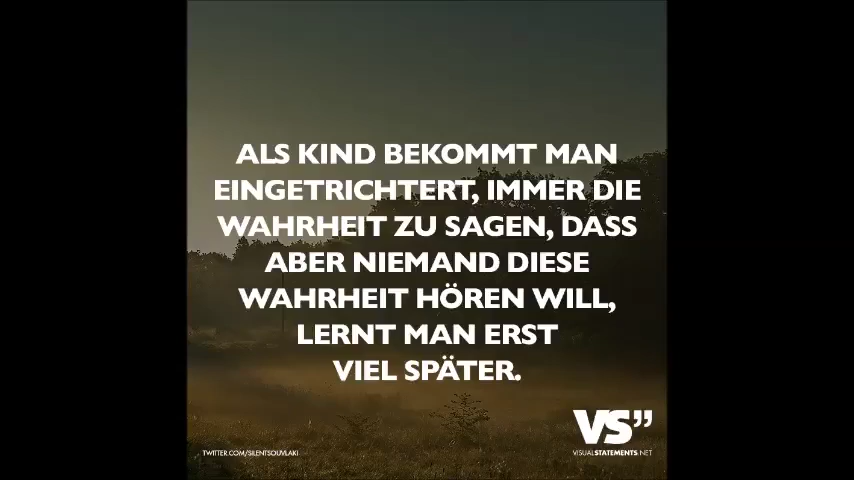 ALS KIND BEKOMMT MAN
EINGETRICHTERT, IMMER DIE
WAHRHEIT ZU SAGEN, DASS
ABER NIEMAND DIESE
WAHRHEIT HÖREN WILL,
LERNT MAN ERST
VIEL SPÄTER.
VS”
TWITTER.COM/SILENTSOUVLAKI
VISUALSTATEMENTS.NET